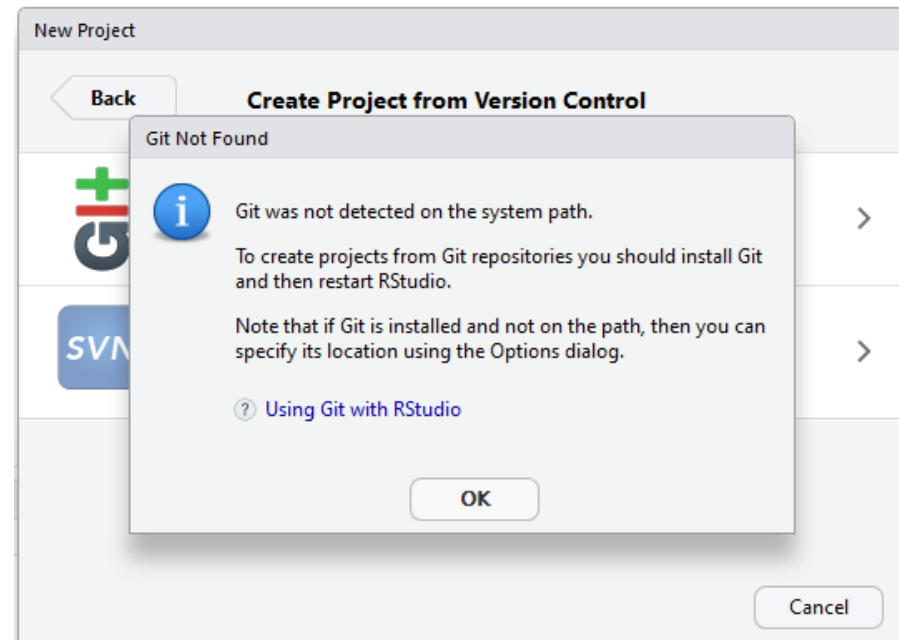 New Project
Back
Create Project from Version Control
Git Not Found
Git was not detected on the system path.
To create projects from Git repositories you should install Git
and then restart RStudio.
Note that if Git is installed and not on the path, then you can
specify its location using the Options dialog.
? Using Git with RStudio
OK
Git
SVN
Cancel